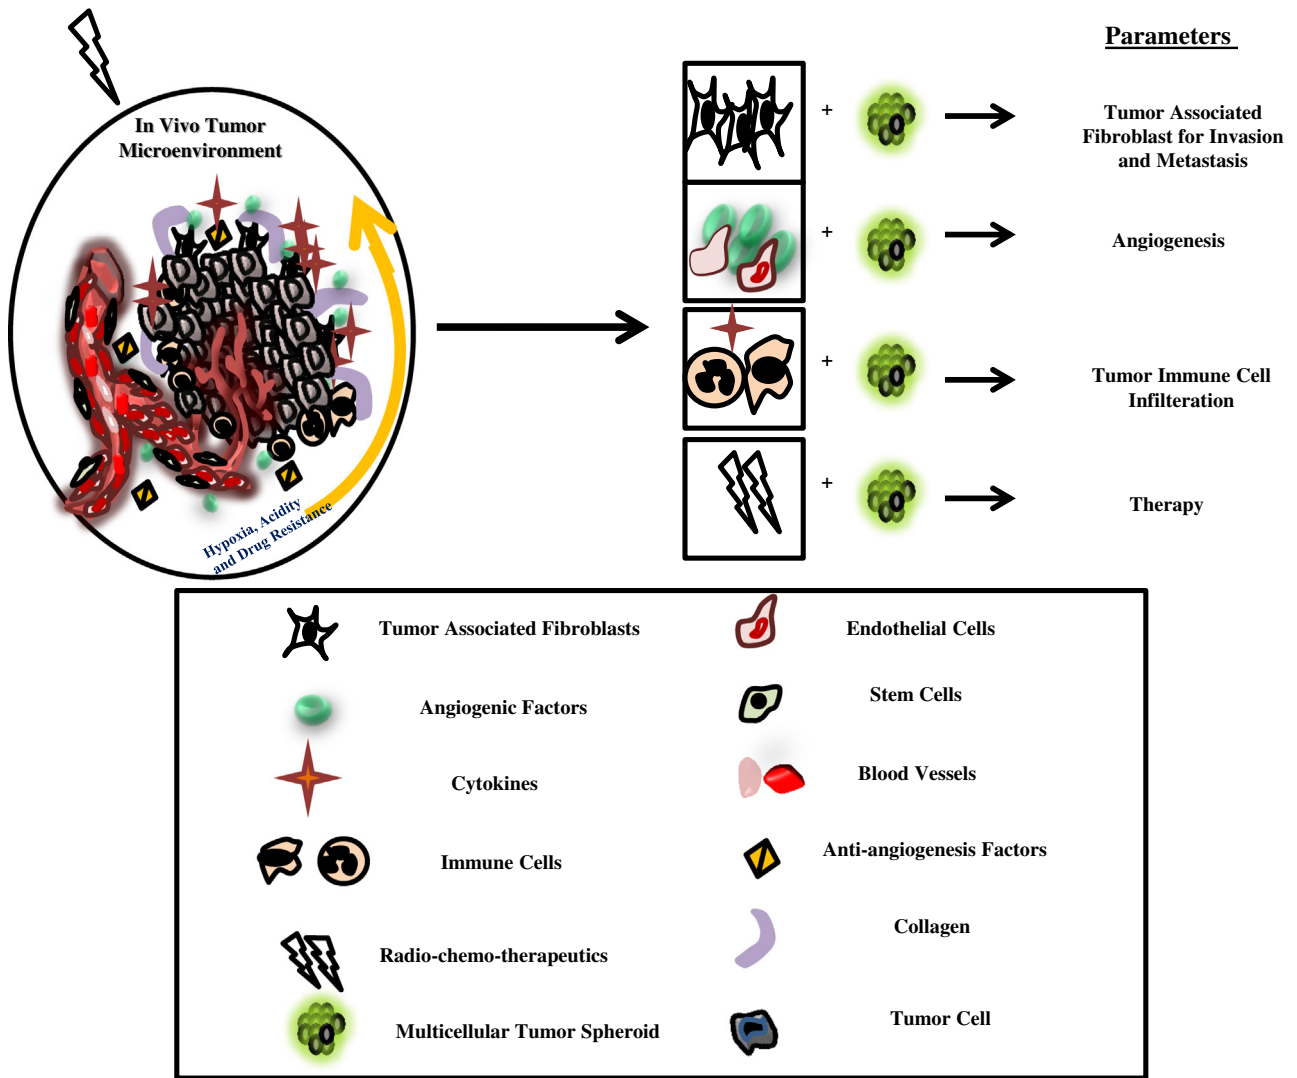 Parameters
In Vivo Tumor
Microenvironment
Hypoxia, Acidity
and Drug Resistance
+
Tumor Associated
Fibroblast for Invasion
and Metastasis
+
Angiogenesis
+
Tumor Immune Cell
Infilteration
+
Therapy
Tumor Associated Fibroblasts
Endothelial Cells
Angiogenic Factors
Stem Cells
Cytokines
Blood Vessels
Immune Cells
Anti-angiogenesis Factors
Radio-chemo-therapeutics
Collagen
Multicellular Tumor Spheroid
Tumor Cell